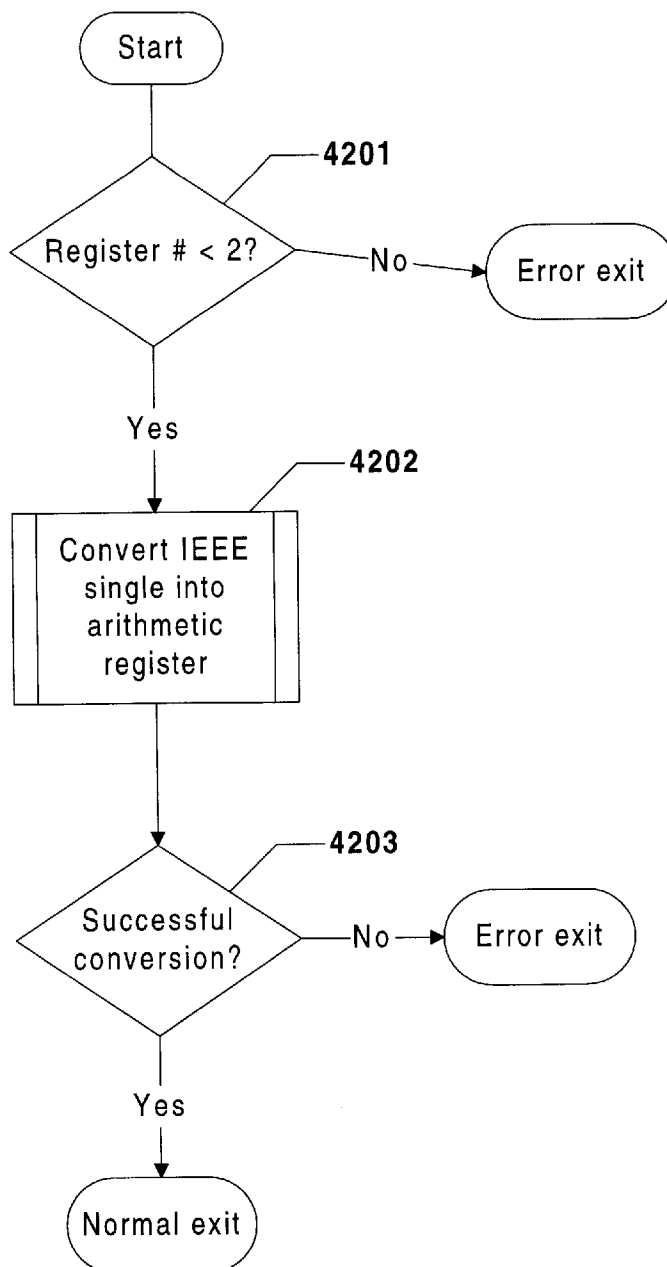 Start
4201
Register # < 2?
No
Error exit
Yes
4202
Convert IEEE
single into
arithmetic
register
4203
Successful
conversion?
No
Error exit
Yes
Normal exit